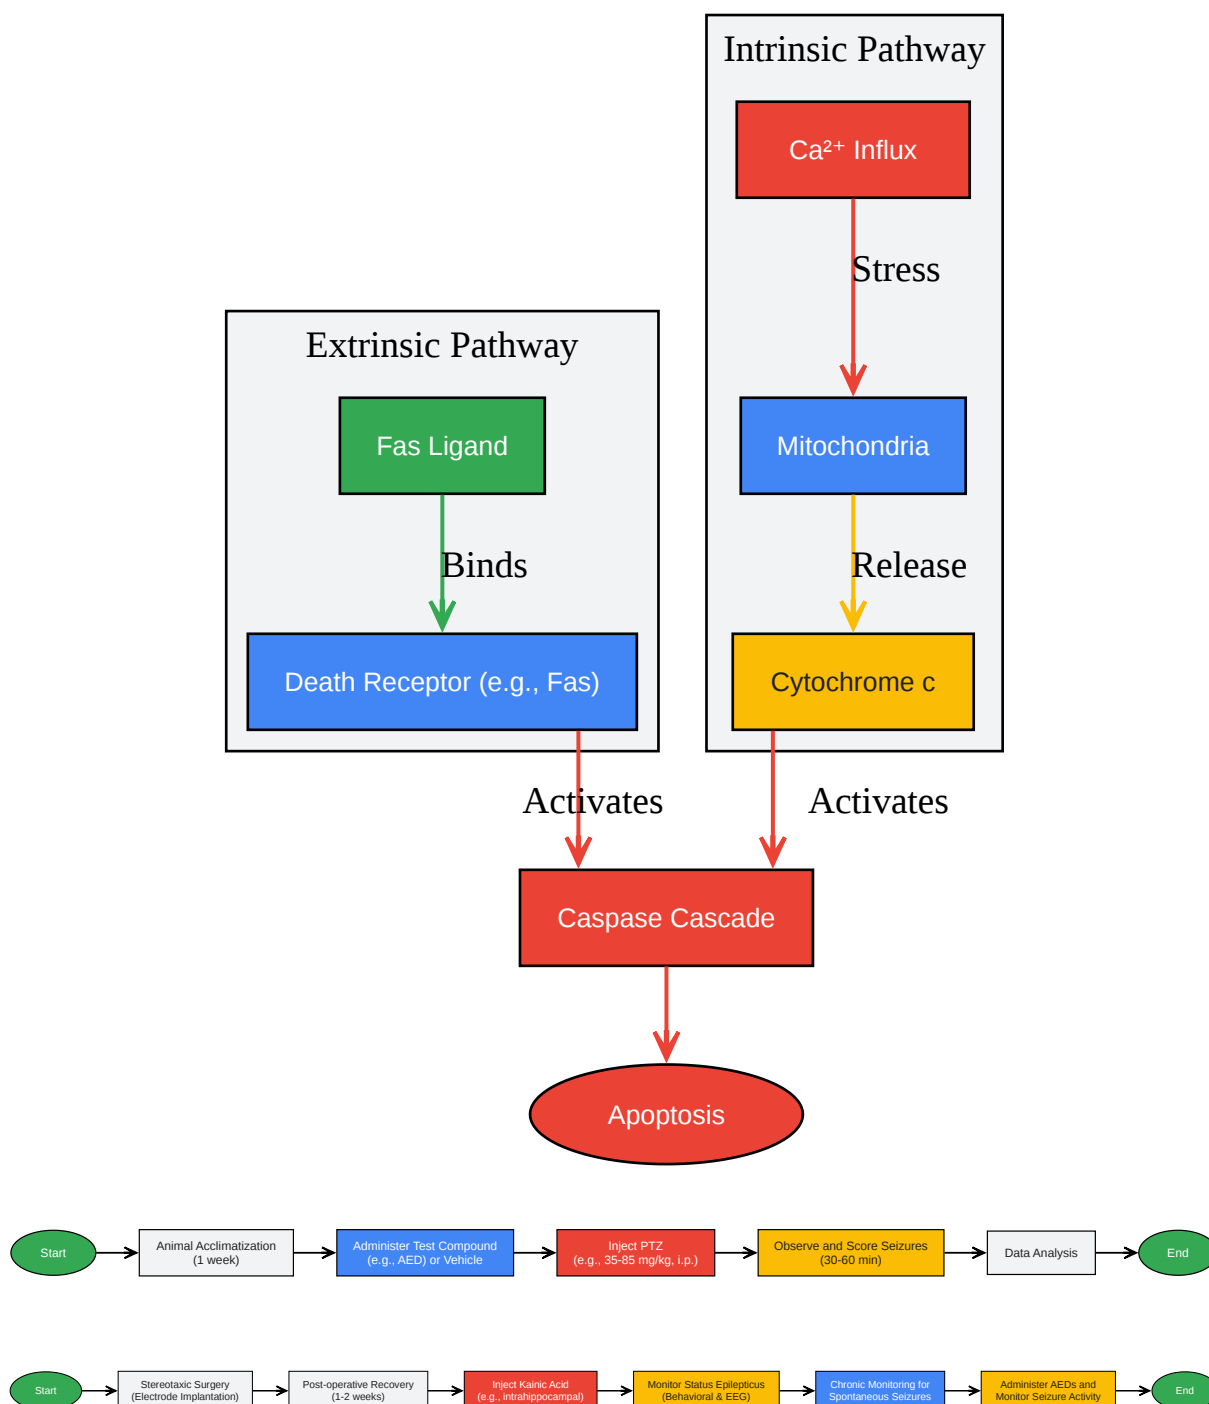 Intrinsic Pathway
Ca²⁺ Influx
Stress
Extrinsic Pathway
Fas Ligand
Mitochondria
Binds
Release
Death Receptor (e.g., Fas)
Cytochrome c
Activates
Activates
Caspase Cascade
Apoptosis
Start
Animal Acclimatization
(1 week)
Administer Test Compound
(e.g., AED) or Vehicle
Inject PTZ
(e.g., 35-85 mg/kg, i.p.)
Observe and Score Seizures
(30-60 min)
Data Analysis
End
Start
Stereotaxic Surgery
(Electrode Implantation)
Post-operative Recovery
(1-2 weeks)
Inject Kainic Acid
(e.g., intrahippocampal)
Monitor Status Epilepticus
(Behavioral & EEG)
Chronic Monitoring for
Spontaneous Seizures
Administer AEDs and
Monitor Seizure Activity
End